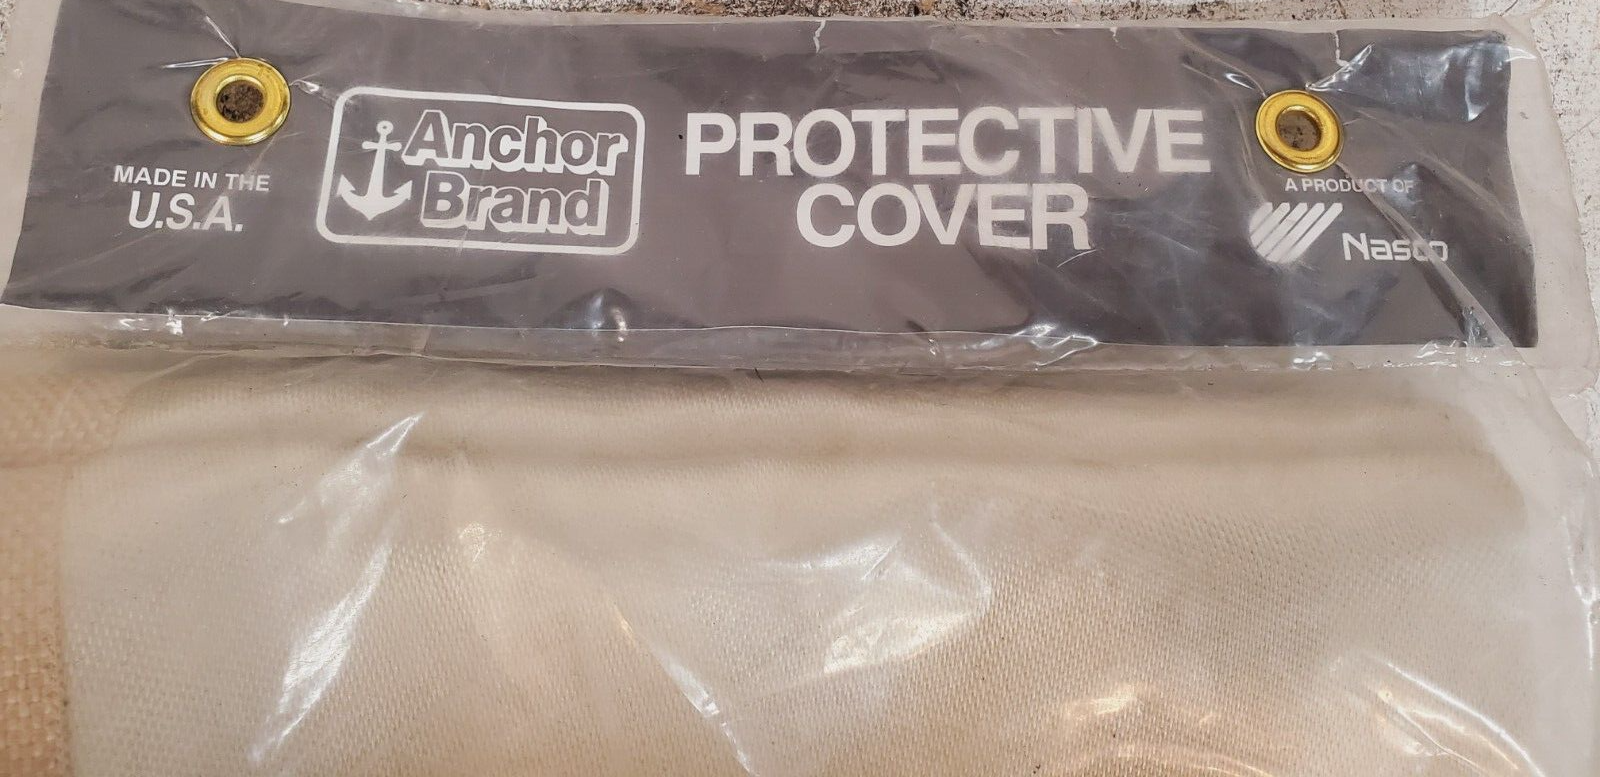 MADE IN THE
U.S.A.
Anchor
Brand
PROTECTIVE
COVER
A PRODUCT OF
Nasco